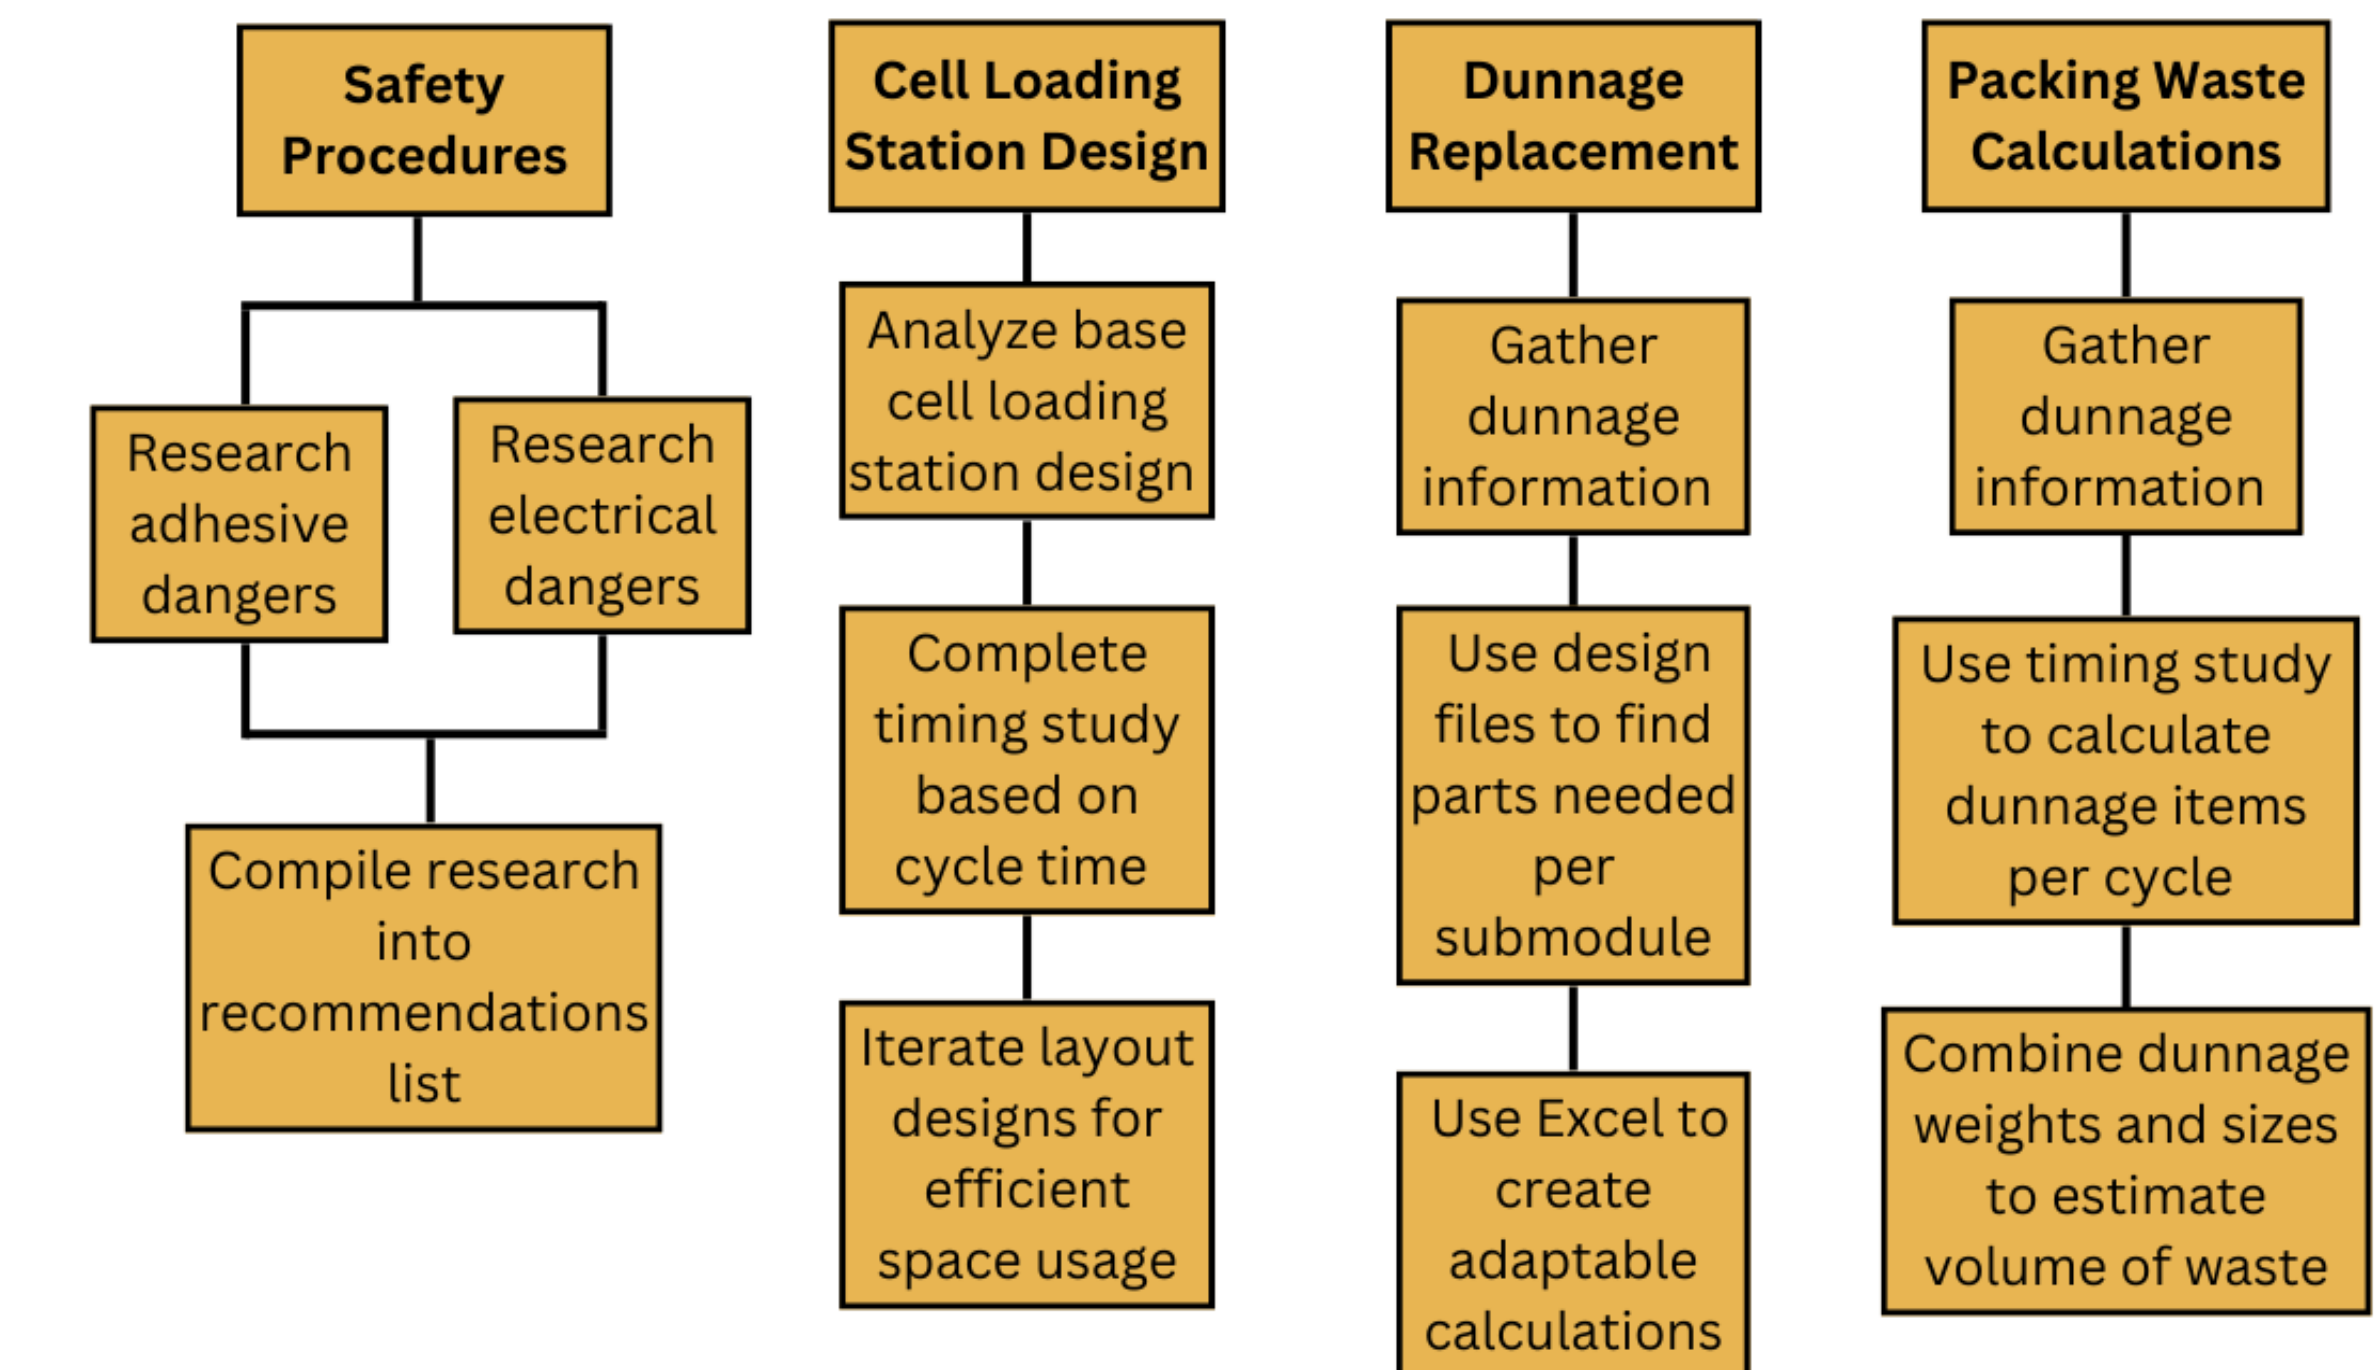 Safety
Procedures
Research
adhesive
dangers
Research
electrical
dangers
Compile research
into
recommendations
list
Cell Loading
Station Design
Analyze base
cell loading
station design
Complete
timing study
based on
cycle time
Iterate layout
designs for
efficient
space usage
Dunnage
Replacement
Gather
dunnage
information
Use design
files to find
parts needed
per
submodule
Use Excel to
create
adaptable
calculations
Packing Waste
Calculations
Gather
dunnage
information
Use timing study
to calculate
dunnage items
per cycle
Combine dunnage
weights and sizes
to estimate
volume of waste